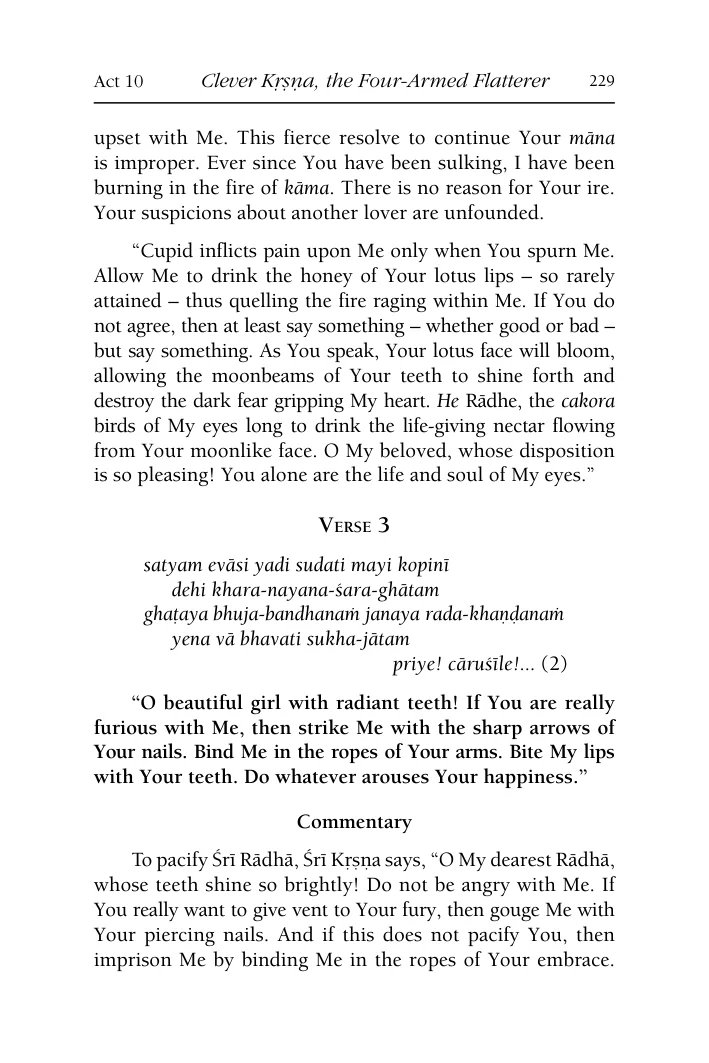 Act 10 Clever Kṛṣṇa, the Four-Armed Flatterer 229
upset with Me. This fierce resolve to continue Your māna
is improper. Ever since You have been sulking, I have been
burning in the fire of kāma. There is no reason for Your ire.
Your suspicions about another lover are unfounded.
“Cupid inflicts pain upon Me only when You spurn Me.
Allow Me to drink the honey of Your lotus lips – so rarely
attained – thus quelling the fire raging within Me. If You do
not agree, then at least say something – whether good or bad –
but say something. As You speak, Your lotus face will bloom,
allowing the moonbeams of Your teeth to shine forth and
destroy the dark fear gripping My heart. He Rādhe, the cakora
birds of My eyes long to drink the life-giving nectar flowing
from Your moonlike face. O My beloved, whose disposition
is so pleasing! You alone are the life and soul of My eyes.”
Verse 3
satyam evāsi yadi sudati mayi kopinī
dehi khara-nayana-śara-ghātam
ghaṭaya bhuja-bandhanaṁ janaya rada-khaṇḍanaṁ
yena vā bhavati sukha-jātam
priye! cāruśīle!... (2)
“O beautiful girl with radiant teeth! If You are really
furious with Me, then strike Me with the sharp arrows of
Your nails. Bind Me in the ropes of Your arms. Bite My lips
with Your teeth. Do whatever arouses Your happiness.”
Commentary
To pacify Śrī Rādhā, Śrī Kṛṣṇa says, “O My dearest Rādhā,
whose teeth shine so brightly! Do not be angry with Me. If
You really want to give vent to Your fury, then gouge Me with
Your piercing nails. And if this does not pacify You, then
imprison Me by binding Me in the ropes of Your embrace.